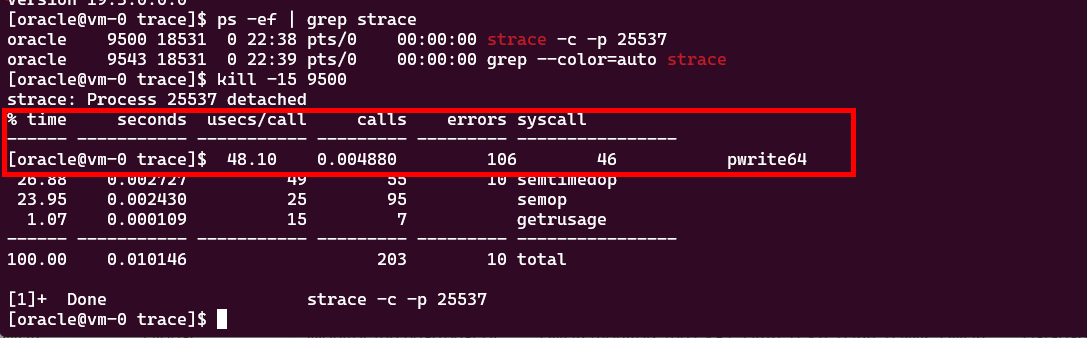 Version 19.3.0.0.0
[oracle@vm-0 trace]$ ps -ef | grep strace
oracle    9500 18531  0 22:38 pts/0    00:00:00 strace -c -p 25537
oracle    9543 18531  0 22:39 pts/0    00:00:00 grep --color=auto strace
[oracle@vm-0 trace]$ kill -15 9500
strace: Process 25537 detached
% time     seconds  usecs/call     calls    errors syscall
------ ----------- ----------- --------- --------- ----------------
[oracle@vm-0 trace]$  48.10    0.004880         106        46           pwrite64
 26.88    0.002727          49        55        10 semtimedop
 23.95    0.002430          25        95           semop
  1.07    0.000109          15         7           getrusage
------ ----------- ----------- --------- --------- ----------------
100.00    0.010146                   203        10 total
[1]+  Done                    strace -c -p 25537
[oracle@vm-0 trace]$